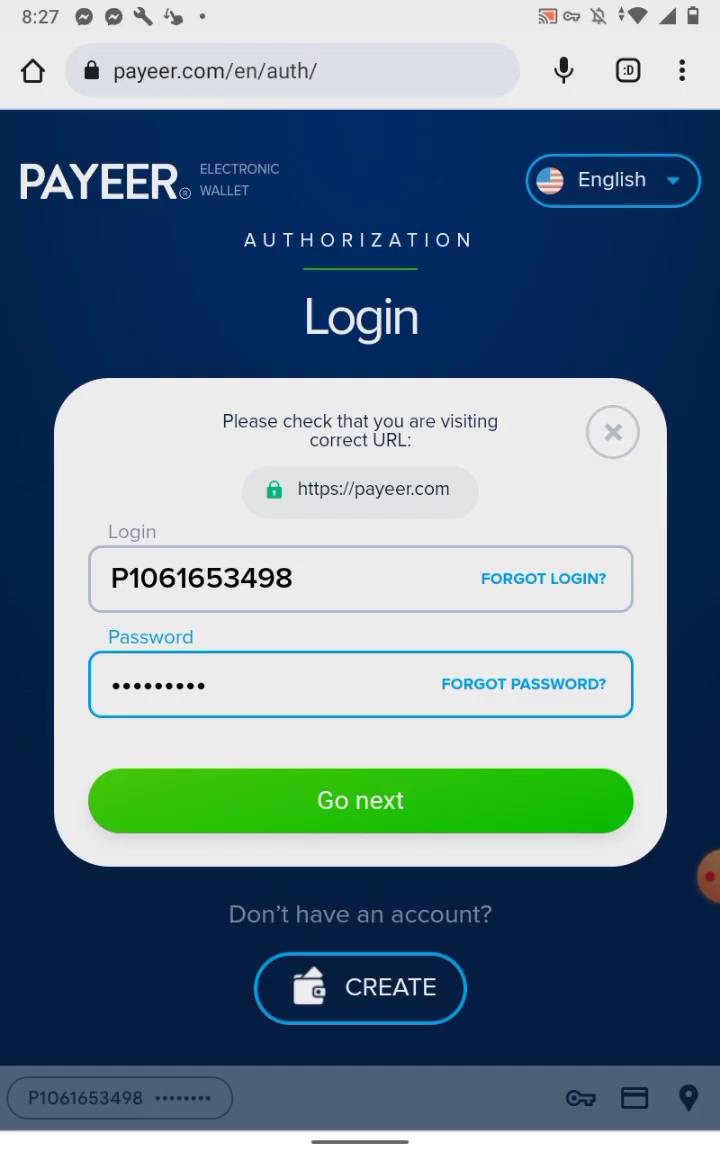 8:27
payeer.com/en/auth/
:D
PAYEER® ELECTRONIC
WALLET
English
AUTHORIZATION
Login
Please check that you are visiting
correct URL:
https://payeer.com
Login
P1061653498 FORGOT LOGIN?
Password
••••••••• FORGOT PASSWORD?
Go next
Don’t have an account?
CREATE
P1061653498 ••••••••